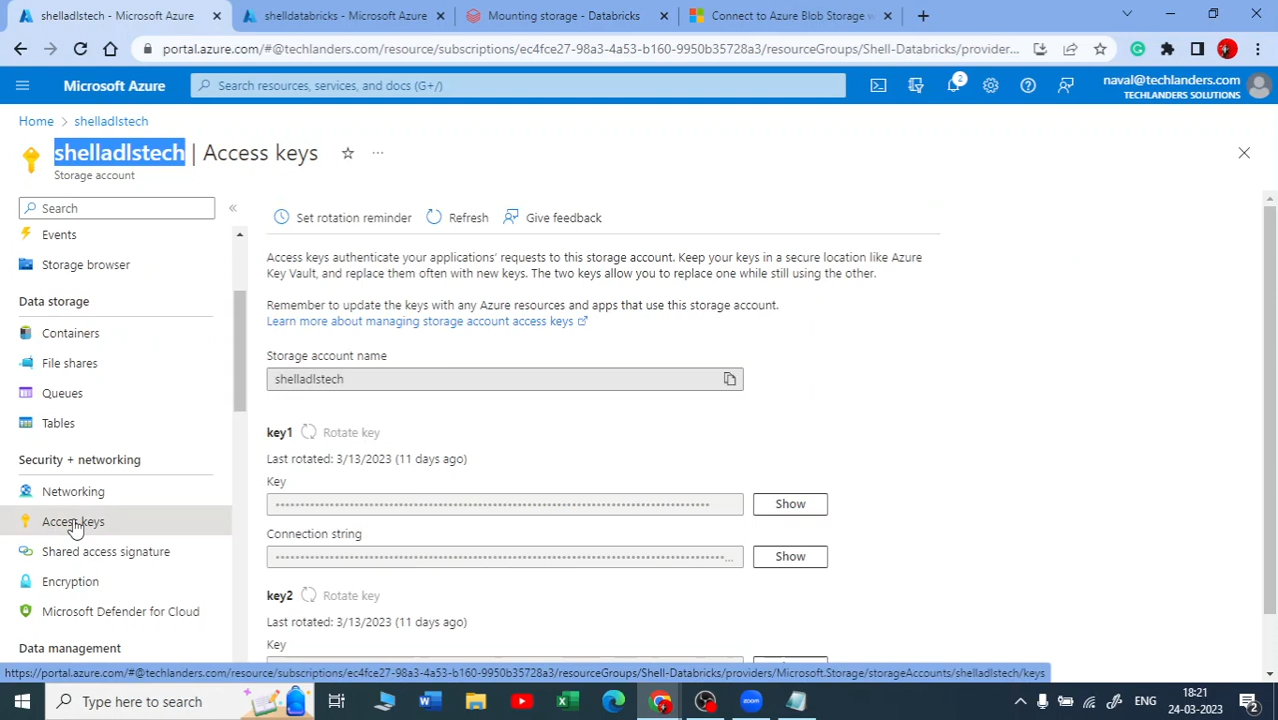 shelladlstech - Microsoft Azure
shelldatabricks - Microsoft Azure
Mounting storage - Databricks
Connect to Azure Blob Storage w
portal.azure.com/#@techlanders.com/resource/subscriptions/ec4fce27-98a3-4a53-b160-9950b35728a3/resourceGroups/Shell-Databricks/provider...
Microsoft Azure
Search resources, services, and docs (G+/)
2
naval@techlanders.com
TECHLANDERS SOLUTIONS
Home > shelladlstech
shelladlstech | Access keys
Storage account
Search
Events
Storage browser
Data storage
Containers
File shares
Queues
Tables
Security + networking
Networking
Access keys
Shared access signature
Encryption
Microsoft Defender for Cloud
Data management
Set rotation reminder
Refresh
Give feedback
Access keys authenticate your applications' requests to this storage account. Keep your keys in a secure location like Azure
Key Vault, and replace them often with new keys. The two keys allow you to replace one while still using the other.
Remember to update the keys with any Azure resources and apps that use this storage account.
Learn more about managing storage account access keys
Storage account name
shelladlstech
key1
Rotate key
Last rotated: 3/13/2023 (11 days ago)
Key
Show
Connection string
...
Show
key2
Rotate key
Last rotated: 3/13/2023 (11 days ago)
Key
https://portal.azure.com/#@techlanders.com/resource/subscriptions/ec4fce27-98a3-4a53-b160-9950b35728a3/resourceGroups/Shell-Databricks/providers/Microsoft.Storage/storageAccounts/shelladlstech/keys
Type here to search
ENG
18:21
24-03-2023
2